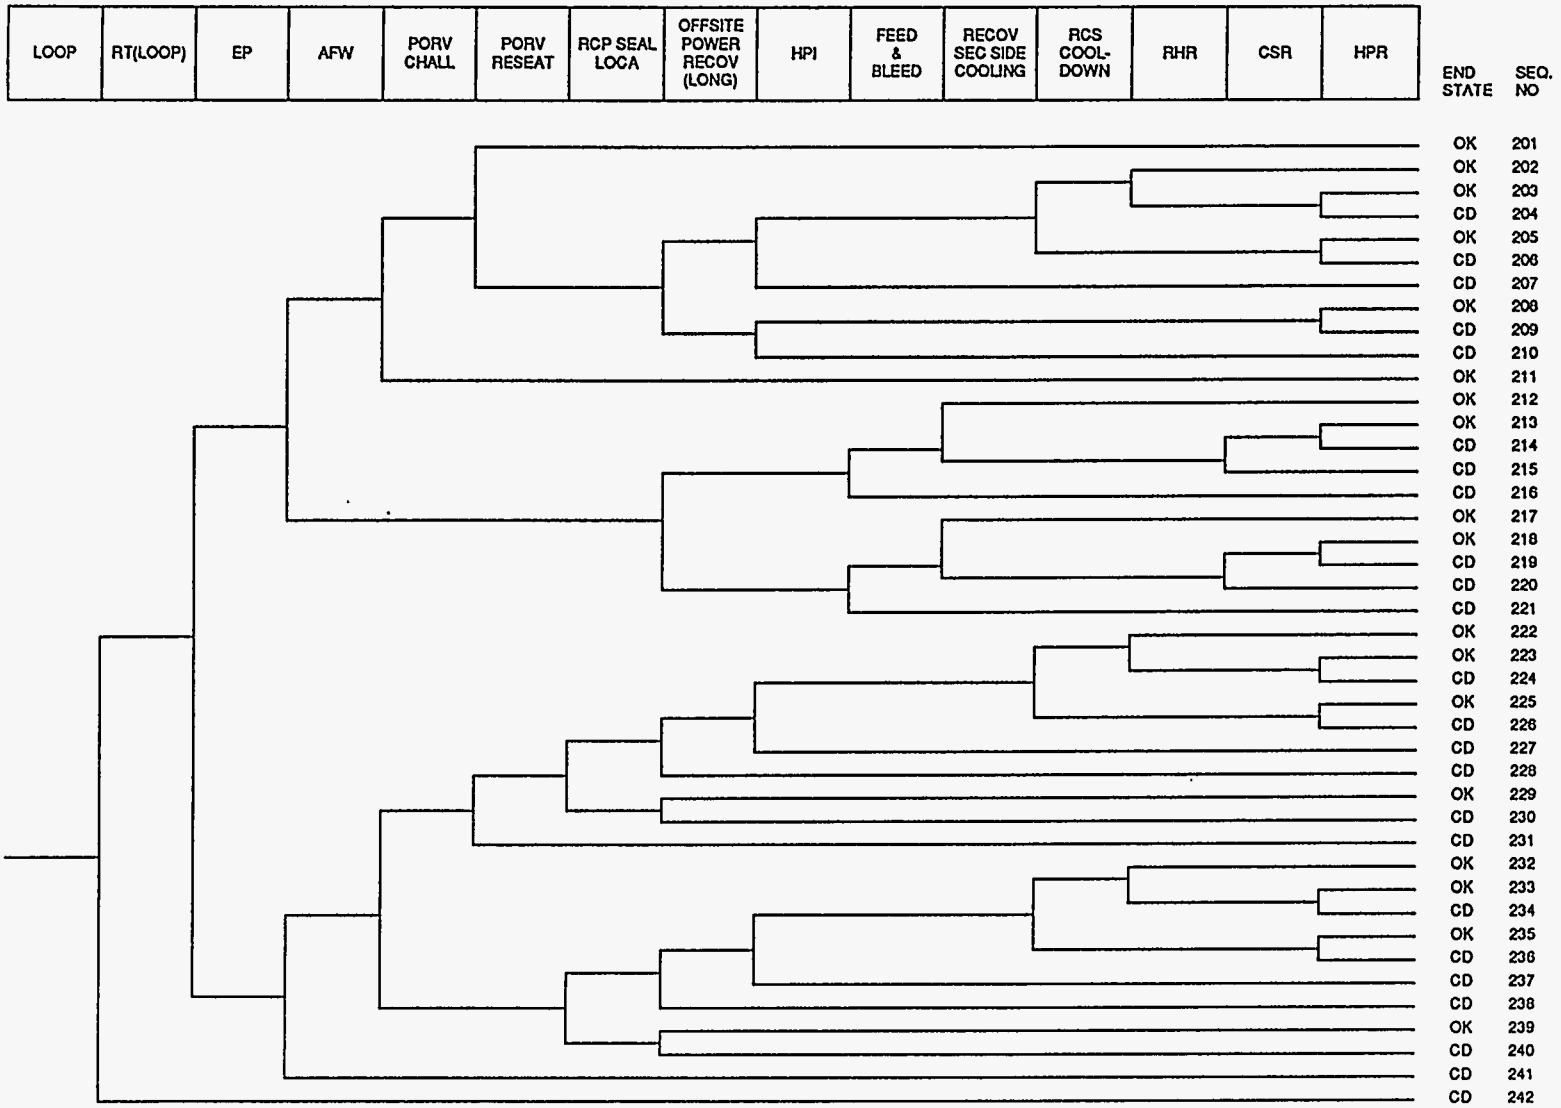 LOOP
RT(LOOP)
EP
AFW
PORV
CHALL
PORV
RESEAT
RCP SEAL
LOCA
OFFSITE
POWER
RECOV
(LONG)
HPI
FEED
&
BLEED
RECOV
SEC SIDE
COOLING
RCS
COOL-
DOWN
RHR
CSR
HPR
END
STATE
SEQ.
NO
OK 201
OK 202
OK 203
CD 204
OK 205
CD 206
CD 207
OK 208
CD 209
CD 210
OK 211
OK 212
OK 213
CD 214
CD 215
CD 216
OK 217
OK 218
CD 219
CD 220
CD 221
OK 222
OK 223
CD 224
OK 225
CD 226
CD 227
CD 228
OK 229
CD 230
CD 231
OK 232
OK 233
CD 234
OK 235
CD 236
CD 237
CD 238
OK 239
CD 240
CD 241
CD 242